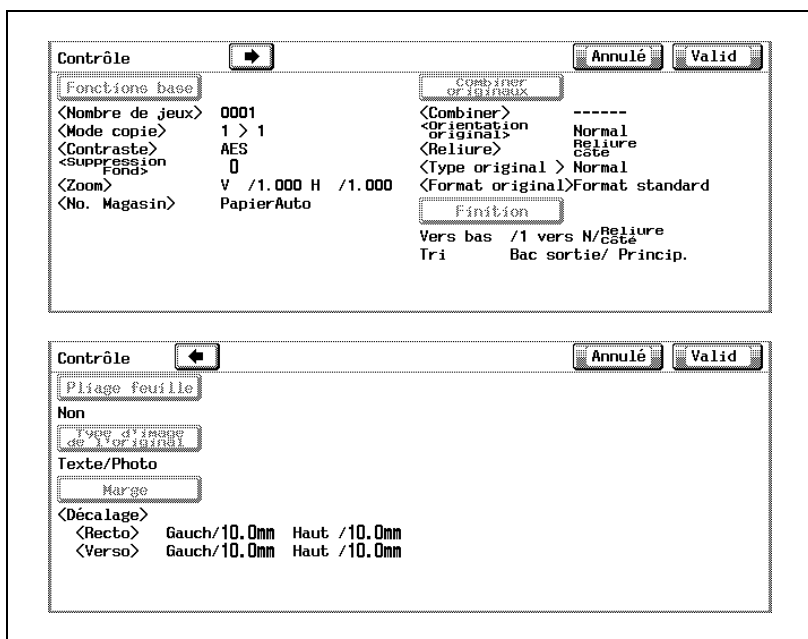 Contrôle Annulé Valid
Fonctions base
<Nombre de jeux> 0001
<Mode copie> 1 > 1
<Contraste> AES
<Suppression
Fond> 0
<Zoom> V /1.000 H /1.000
<No. Magasin> PapierAuto
Combiner
originaux
<Combiner> ------
<Orientation
original> Normal
<Reliure> Reliure
côté
<Type original > Normal
<Format original>Format standard
Finition
Vers bas /1 vers N/Reliure
côté
Tri Bac sortie/ Princip.
Contrôle Annulé Valid
Pliage feuille
Non
Type d'image
de l'original
Texte/Photo
Marge
<Décalage>
<Recto> Gauch/10.0mm Haut /10.0mm
<Verso> Gauch/10.0mm Haut /10.0mm